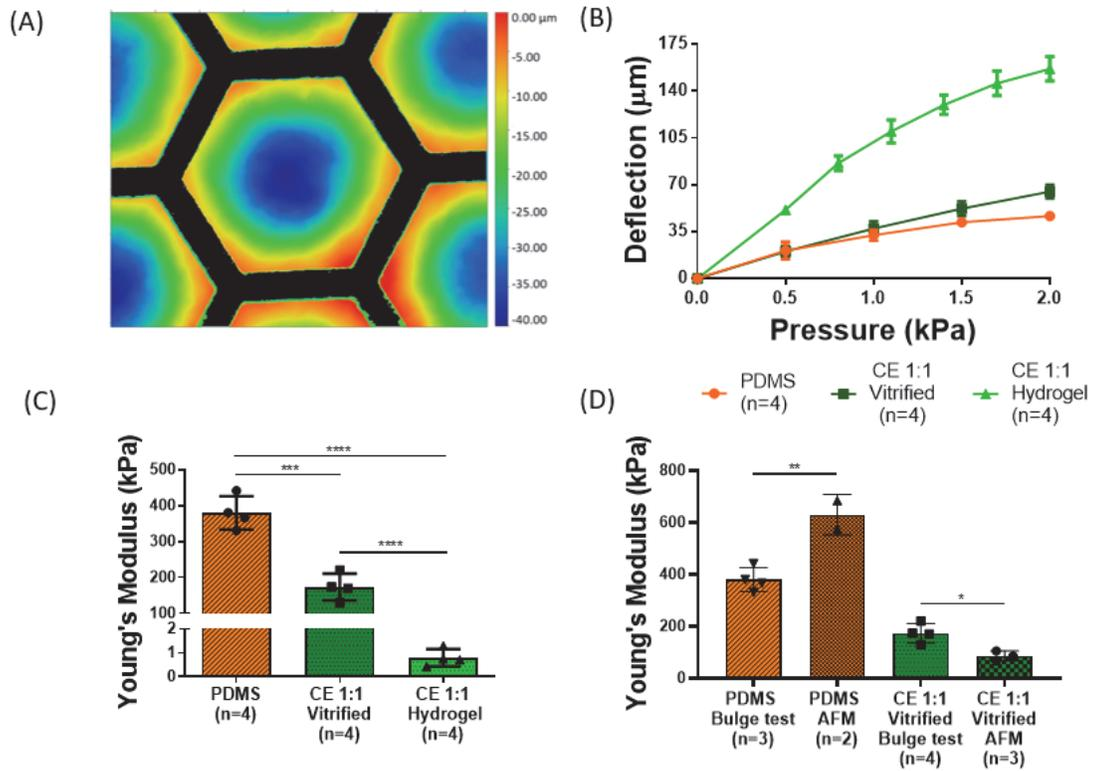 (A)
0.00 µm
-5.00
-10.00
-15.00
-20.00
-25.00
-30.00
-35.00
-40.00
(B)
Deflection (µm)
175
140
105
70
35
0
0.0 0.5 1.0 1.5 2.0
Pressure (kPa)
PDMS
(n=4)
CE 1:1
Vitrified
(n=4)
CE 1:1
Hydrogel
(n=4)
(C)
Young's Modulus (kPa)
500
400
300
200
100
2
1
0
****
***
****
PDMS
(n=4)
CE 1:1
Vitrified
(n=4)
CE 1:1
Hydrogel
(n=4)
(D)
Young's Modulus (kPa)
800
600
400
200
0
**
*
PDMS
Bulge test
(n=3)
PDMS
AFM
(n=2)
CE 1:1
Vitrified
Bulge test
(n=4)
CE 1:1
Vitrified
AFM
(n=3)